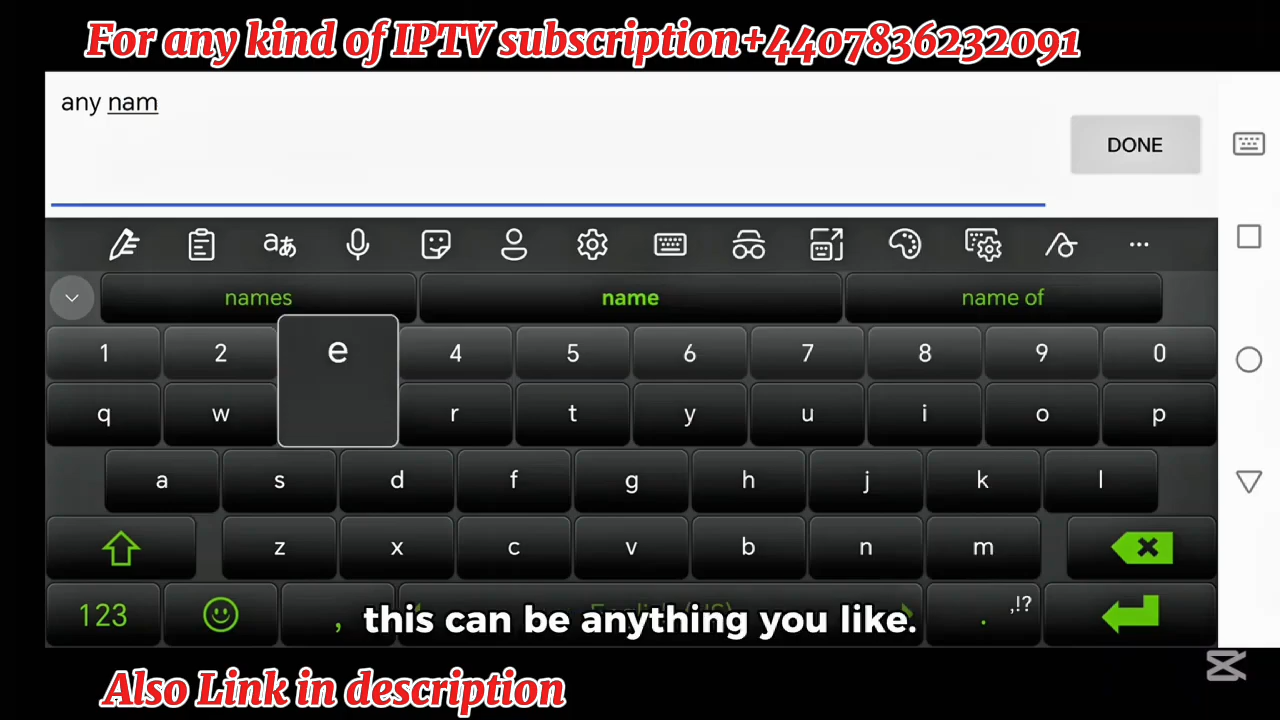 For any kind of IPTV subscription+4407836232091
any nam
DONE
names name name of
1 2 e 4 5 6 7 8 9 0
q w r t y u i o p
a s d f g h j k l
z x c v b n m
123 , . ,!?
this can be anything you like.
Also Link in description